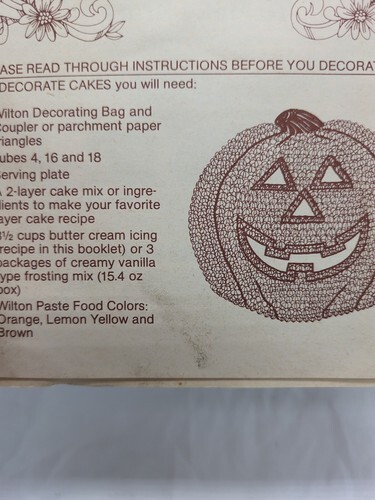 ASE READ THROUGH INSTRUCTIONS BEFORE YOU DECORAT
DECORATE CAKES you will need:
Wilton Decorating Bag and
Coupler or parchment paper
riangles
ubes 4, 16 and 18
Serving plate
A 2-layer cake mix or ingre-
dients to make your favorite
ayer cake recipe
3½ cups butter cream icing
recipe in this booklet) or 3
packages of creamy vanilla
ype frosting mix (15.4 oz
box)
Wilton Paste Food Colors:
Orange, Lemon Yellow and
Brown